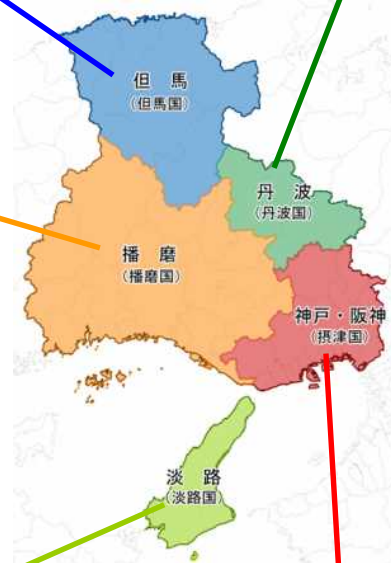 但 馬
(但馬国)
丹 波
(丹波国)
播 磨
(播磨国)
神戸・阪神
(摂津国)
淡 路
(淡路国)